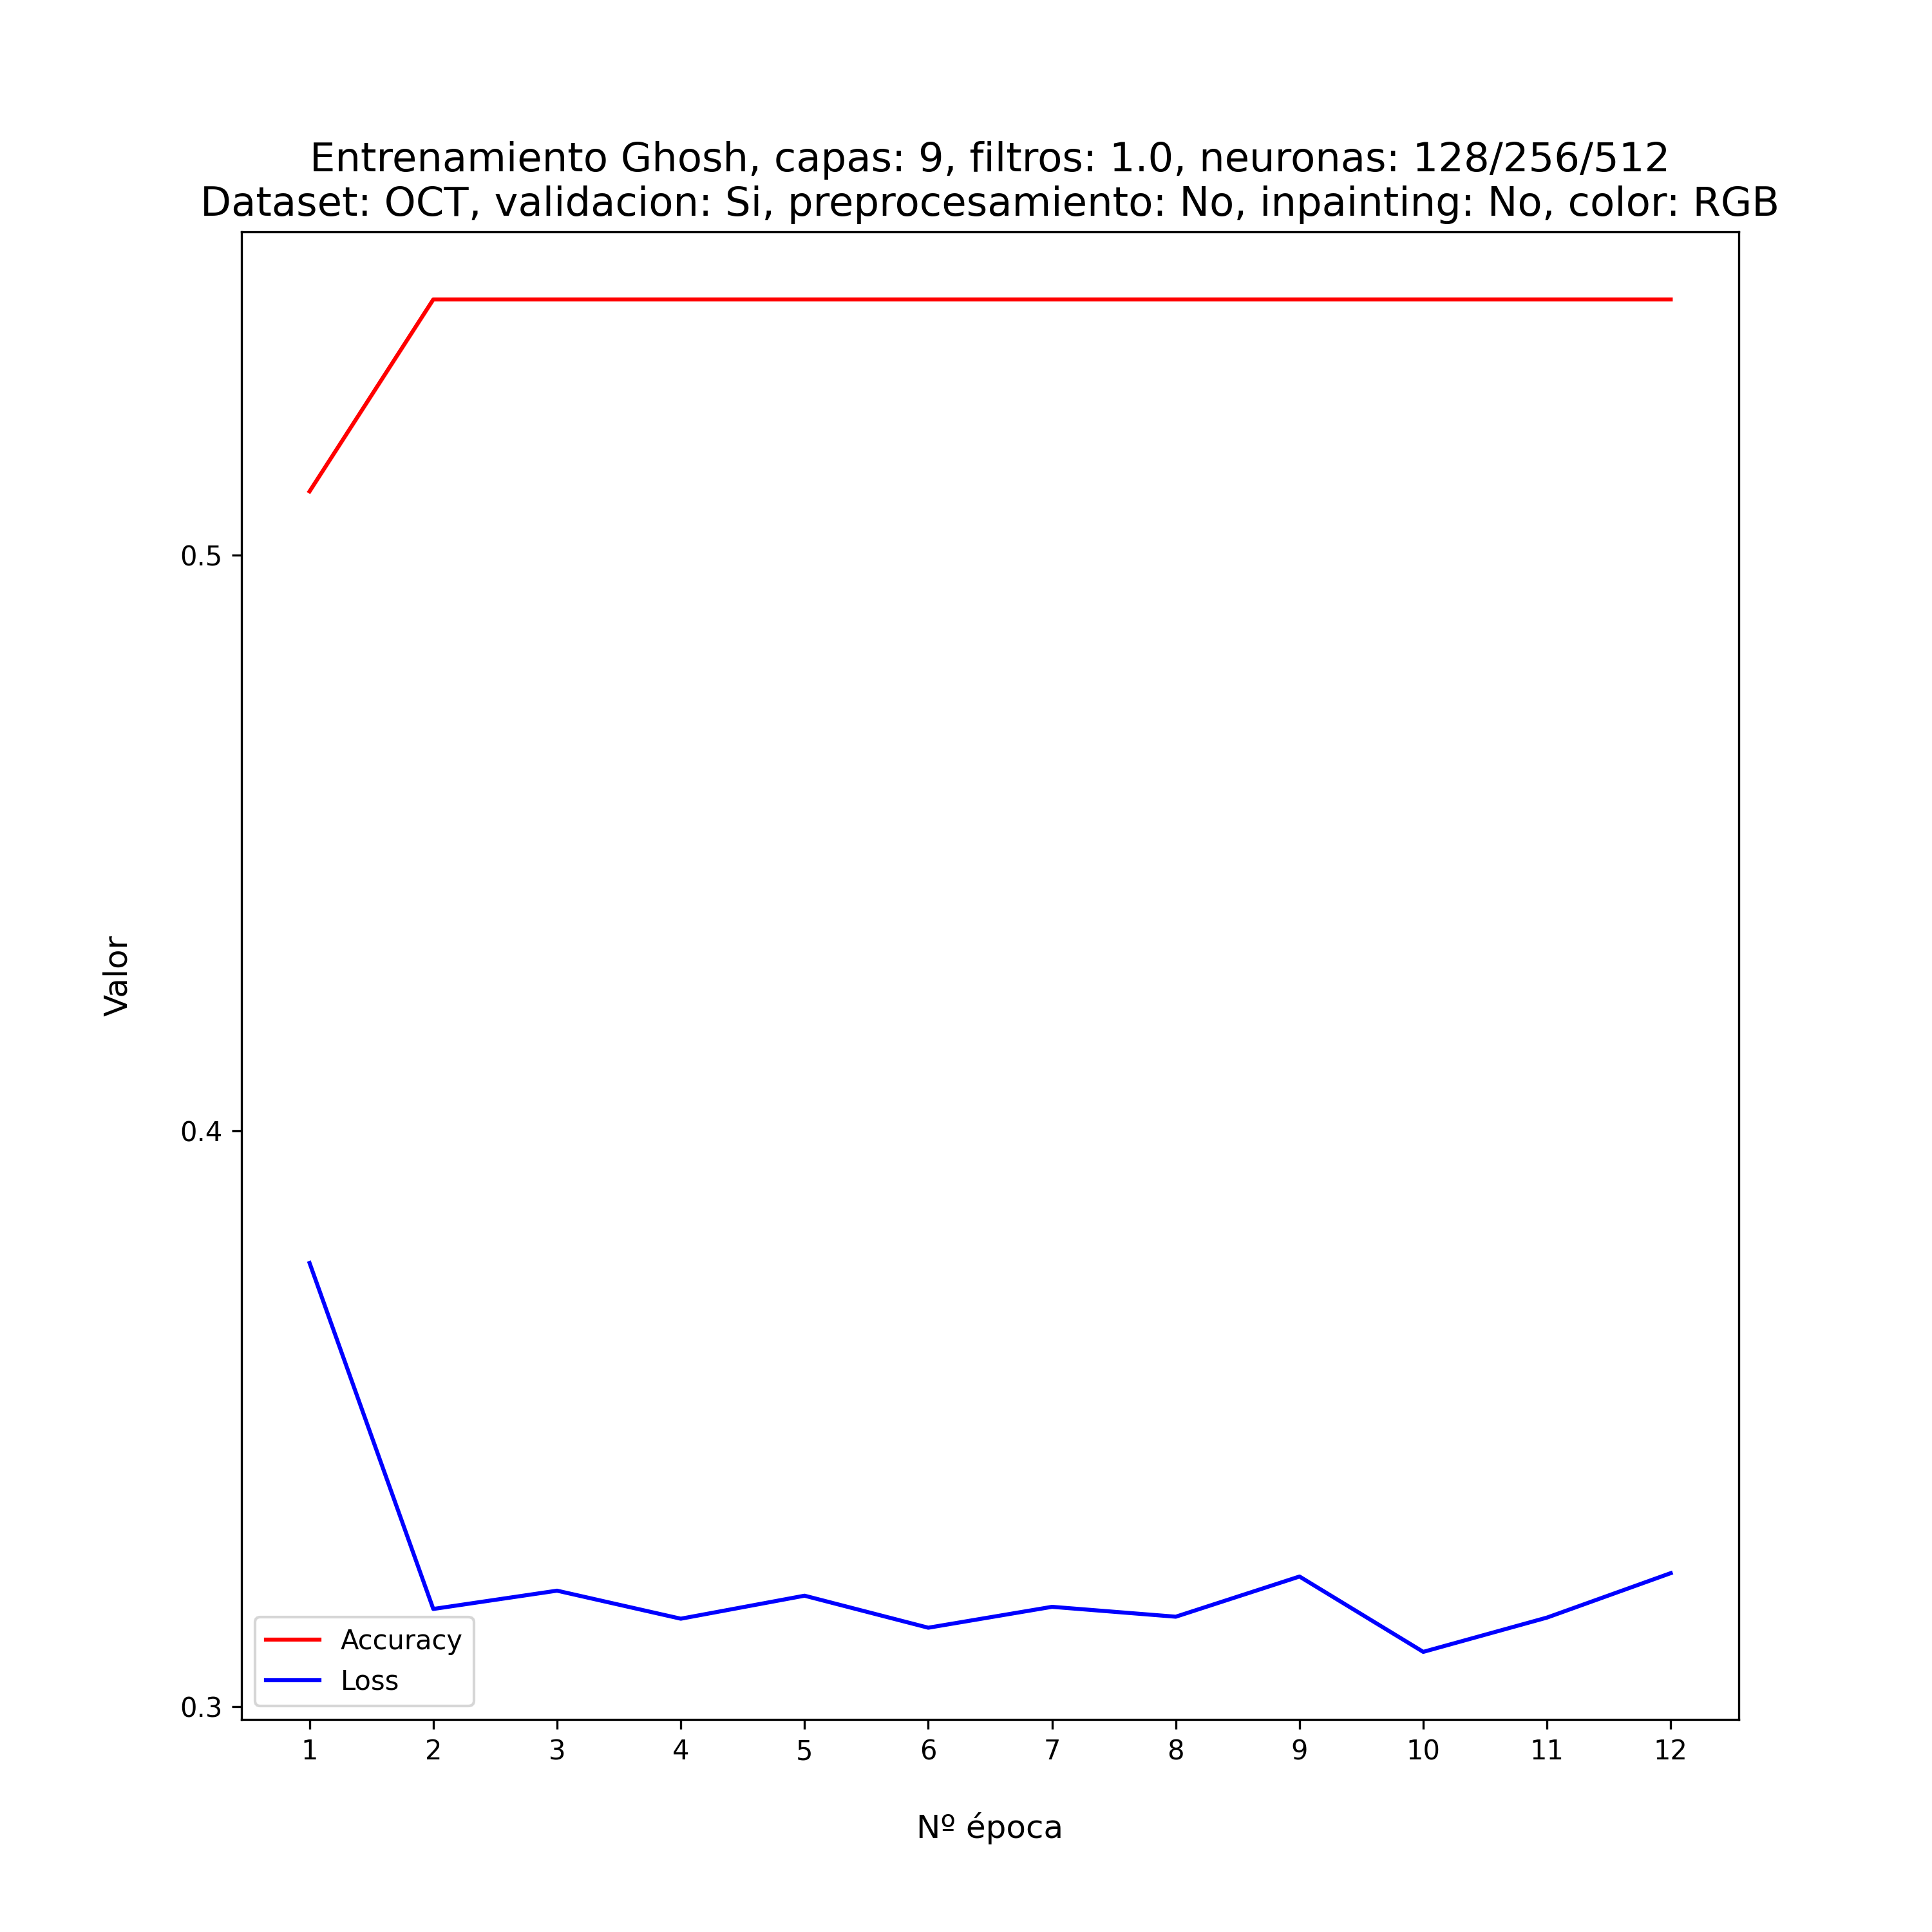 Entrenamiento Ghosh, capas: 9, filtros: 1.0, neuronas: 128/256/512
Dataset: OCT, validacion: Si, preprocesamiento: No, inpainting: No, color: RGB
Valor
0.5
0.4
0.3
Accuracy
Loss
1 2 3 4 5 6 7 8 9 10 11 12
Nº época